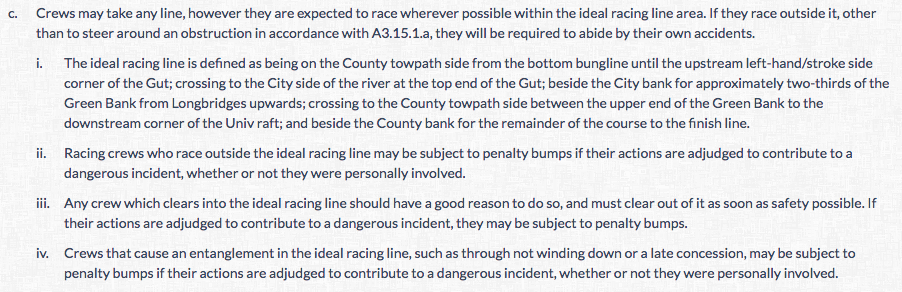 c. Crews may take any line, however they are expected to race wherever possible within the ideal racing line area. If they race outside it, other
than to steer around an obstruction in accordance with A3.15.1.a, they will be required to abide by their own accidents.
i. The ideal racing line is defined as being on the County towpath side from the bottom bungline until the upstream left-hand/stroke side
corner of the Gut; crossing to the City side of the river at the top end of the Gut; beside the City bank for approximately two-thirds of the
Green Bank from Longbridges upwards; crossing to the County towpath side between the upper end of the Green Bank to the
downstream corner of the Univ raft; and beside the County bank for the remainder of the course to the finish line.
ii. Racing crews who race outside the ideal racing line may be subject to penalty bumps if their actions are adjudged to contribute to a
dangerous incident, whether or not they were personally involved.
iii. Any crew which clears into the ideal racing line should have a good reason to do so, and must clear out of it as soon as safety possible. If
their actions are adjudged to contribute to a dangerous incident, they may be subject to penalty bumps.
iv. Crews that cause an entanglement in the ideal racing line, such as through not winding down or a late concession, may be subject to
penalty bumps if their actions are adjudged to contribute to a dangerous incident, whether or not they were personally involved.